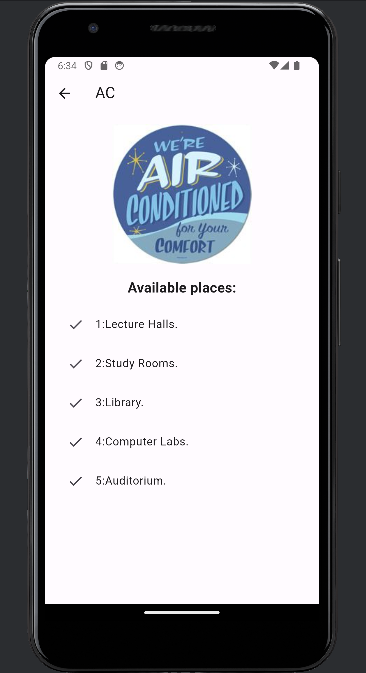 6:34
AC
WE'RE
AIR
CONDITIONED
for Your
COMFORT
Available places:
1:Lecture Halls.
2:Study Rooms.
3:Library.
4:Computer Labs.
5:Auditorium.